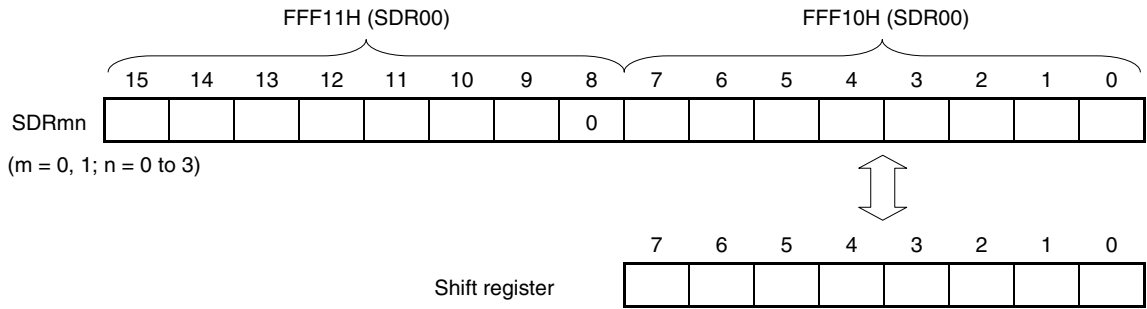 FFF11H (SDR00) FFF10H (SDR00)
15 14 13 12 11 10 9 8 7 6 5 4 3 2 1 0
SDRmn 0
(m = 0, 1; n = 0 to 3)
7 6 5 4 3 2 1 0
Shift register